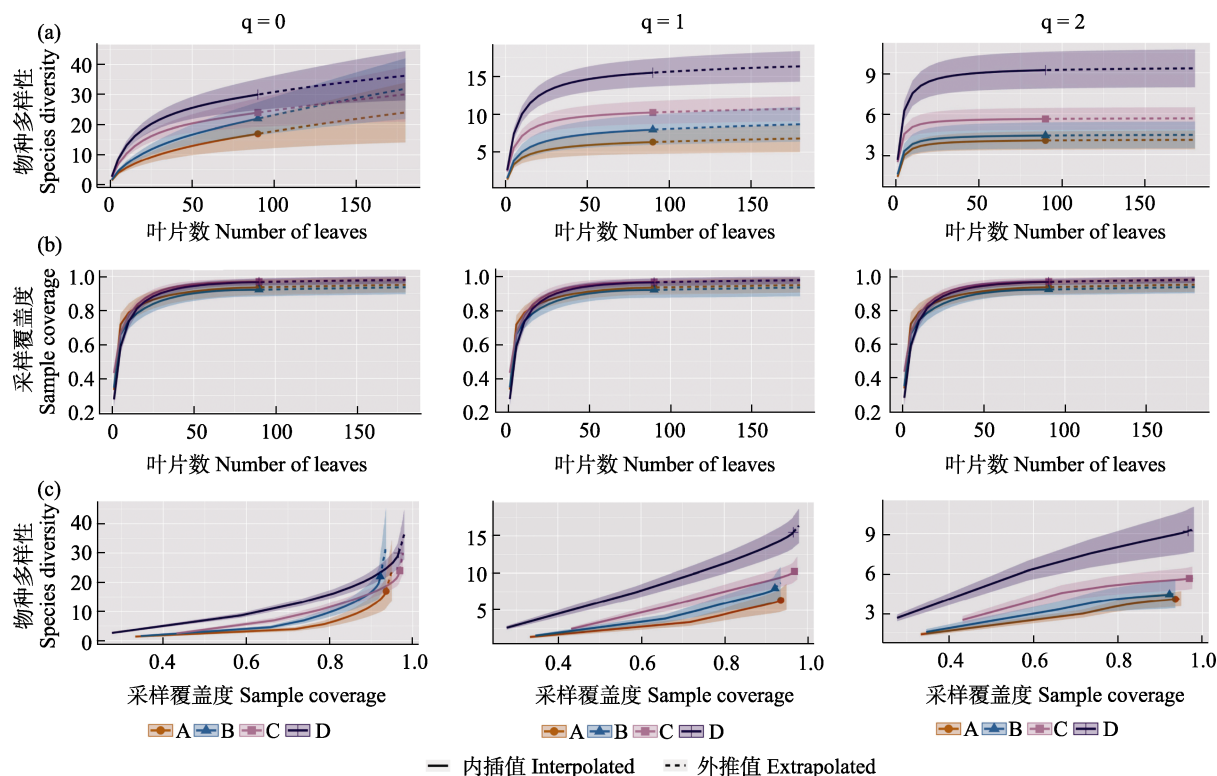 (a)
q = 0
q = 1
q = 2
物种多样性
Species diversity
40
30
20
10
0
15
10
5
9
6
3
0 50 100 150
0 50 100 150
0 50 100 150
叶片数 Number of leaves
叶片数 Number of leaves
叶片数 Number of leaves
(b)
采样覆盖度
Sample coverage
1.0
0.8
0.6
0.4
0.2
1.0
0.8
0.6
0.4
0.2
1.0
0.8
0.6
0.4
0.2
0 50 100 150
0 50 100 150
0 50 100 150
叶片数 Number of leaves
叶片数 Number of leaves
叶片数 Number of leaves
(c)
物种多样性
Species diversity
40
30
20
10
0
15
10
5
9
6
3
0.4 0.6 0.8 1.0
0.4 0.6 0.8 1.0
0.4 0.6 0.8 1.0
采样覆盖度 Sample coverage
采样覆盖度 Sample coverage
采样覆盖度 Sample coverage
A B C D
A B C D
A B C D
内插值 Interpolated 外推值 Extrapolated